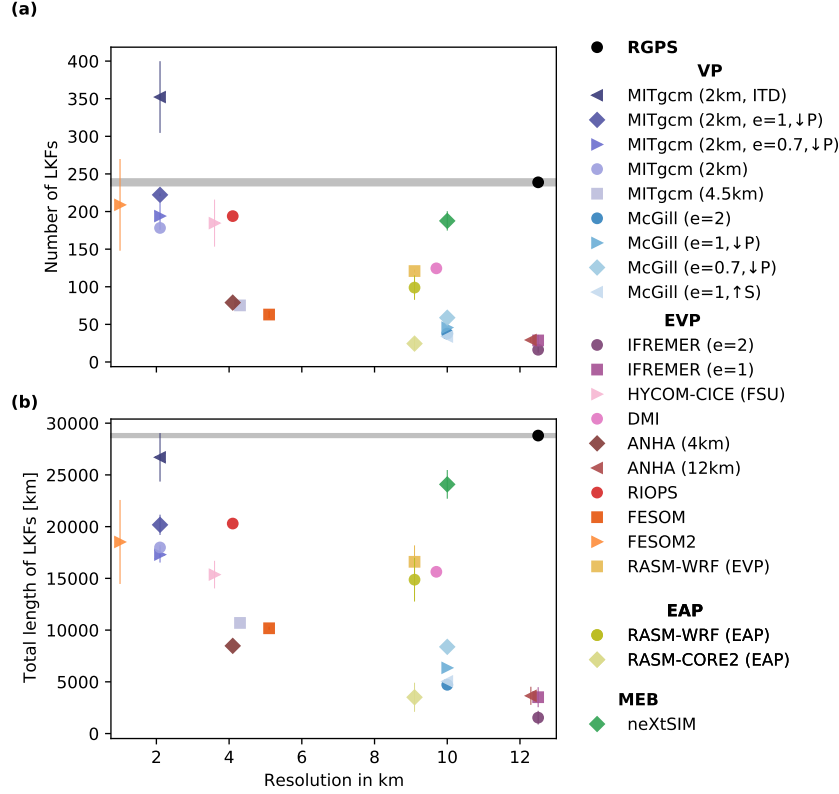 (a)
400
350
300
250
200
150
100
50
0
Number of LKFs
(b)
30000
25000
20000
15000
10000
5000
0
Total length of LKFs [km]
2
4
6
8
10
12
Resolution in km
RGPS
VP
MITgcm (2km, ITD)
MITgcm (2km, e=1,↓P)
MITgcm (2km, e=0.7,↓P)
MITgcm (2km)
MITgcm (4.5km)
McGill (e=2)
McGill (e=1,↓P)
McGill (e=0.7,↓P)
McGill (e=1,↑S)
EVP
IFREMER (e=2)
IFREMER (e=1)
HYCOM-CICE (FSU)
DMI
ANHA (4km)
ANHA (12km)
RIOPS
FESOM
FESOM2
RASM-WRF (EVP)
EAP
RASM-WRF (EAP)
RASM-CORE2 (EAP)
MEB
neXtSIM